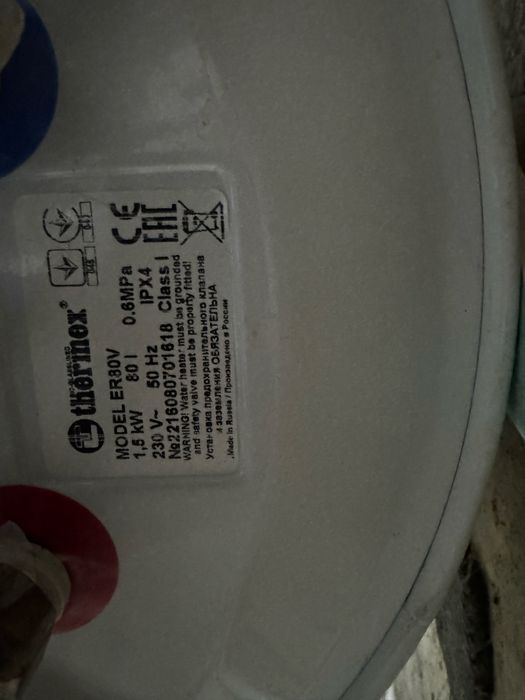 thermex®
MODEL ER80V
1,5 kW 80 l 0.6MPa
230 V~ 50 Hz IPX4
№2216080701618 Class I
WARNING! Water heater must be grounded
and safety valve must be properly fitted!
Установка предохранительного клапана
и заземления ОБЯЗАТЕЛЬНА
Made in Russia / Произведено в России
CE
EAC